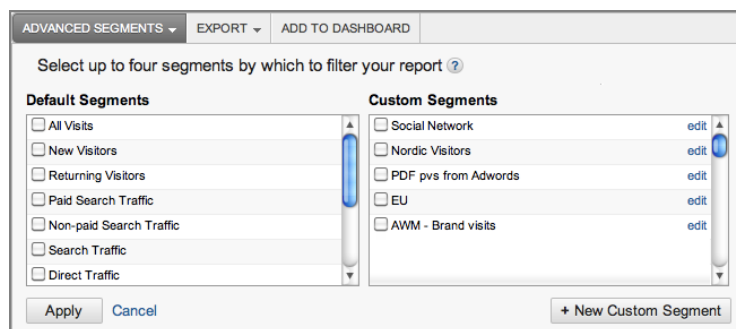 ADVANCED SEGMENTS EXPORT ADD TO DASHBOARD
Select up to four segments by which to filter your report ?
Default Segments
All Visits
New Visitors
Returning Visitors
Paid Search Traffic
Non-paid Search Traffic
Search Traffic
Direct Traffic
Custom Segments
Social Network edit
Nordic Visitors edit
PDF pvs from Adwords edit
EU edit
AWM - Brand visits edit
Apply Cancel
+ New Custom Segment